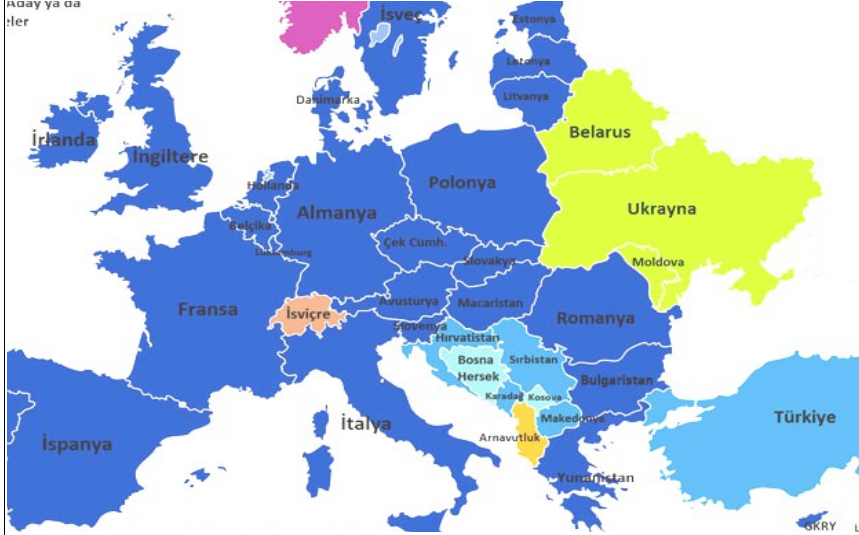 Aday ya da
eler
İsveç
Estonya
Letonya
Litvanya
Danimarka
Belarus
İrlanda
İngiltere
Hollanda
Polonya
Almanya
Ukrayna
Belçika
Çek Cumh.
Lüksemburg
Slovakya
Moldova
Fransa
İsviçre
Avusturya
Macaristan
Romanya
Slovenya
Hırvatistan
Bosna
Hersek
Sırbistan
Bulgaristan
Karadağ
Kosova
İtalya
Makedonya
Türkiye
İspanya
Arnavutluk
Yunanistan
GKRY